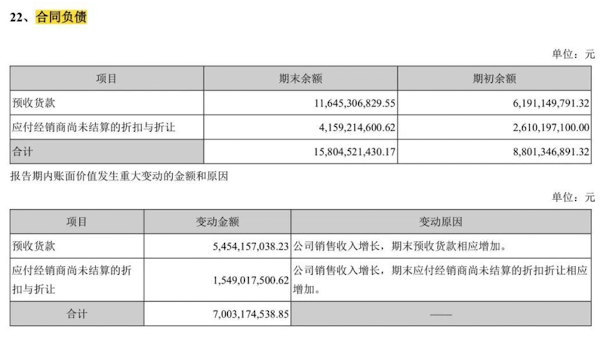 22、合同负债
单位：元
项目 期末余额 期初余额
预收货款 11,645,306,829.55 6,191,149,791.32
应付经销商尚未结算的折扣与折让 4,159,214,600.62 2,610,197,100.00
合计 15,804,521,430.17 8,801,346,891.32
报告期内账面价值发生重大变动的金额和原因
单位：元
项目 变动金额 变动原因
预收货款 5,454,157,038.23 公司销售收入增长，期末预收货款相应增加。
应付经销商尚未结算的折
扣与折让 1,549,017,500.62 公司销售收入增长，期末应付经销商尚未结算的折扣折让相应
增加。
合计 7,003,174,538.85 ——